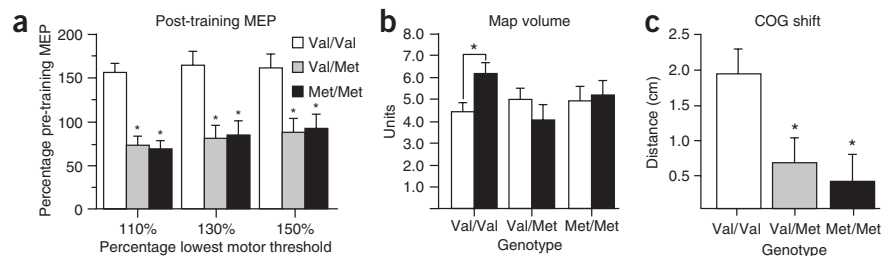 a
Post-training MEP
Percentage pre-training MEP
200
150
100
50
0
Val/Val
Val/Met
Met/Met
* * * * * *
110% 130% 150%
Percentage lowest motor threshold
b
Map volume
Units
8.0
7.0
6.0
5.0
4.0
3.0
2.0
1.0
*
Val/Val Val/Met Met/Met
Genotype
c
COG shift
Distance (cm)
2.5
2.0
1.5
1.0
0.5
* *
Val/Val Val/Met Met/Met
Genotype